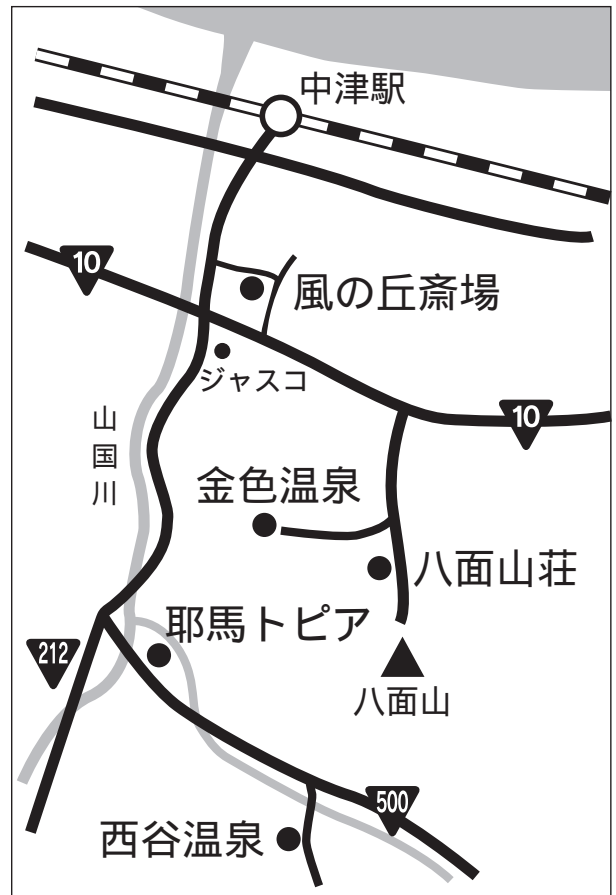 中津駅
10
風の丘斎場
ジャスコ
10
山国川
金色温泉
八面山荘
耶馬トピア
212
八面山
500
西谷温泉